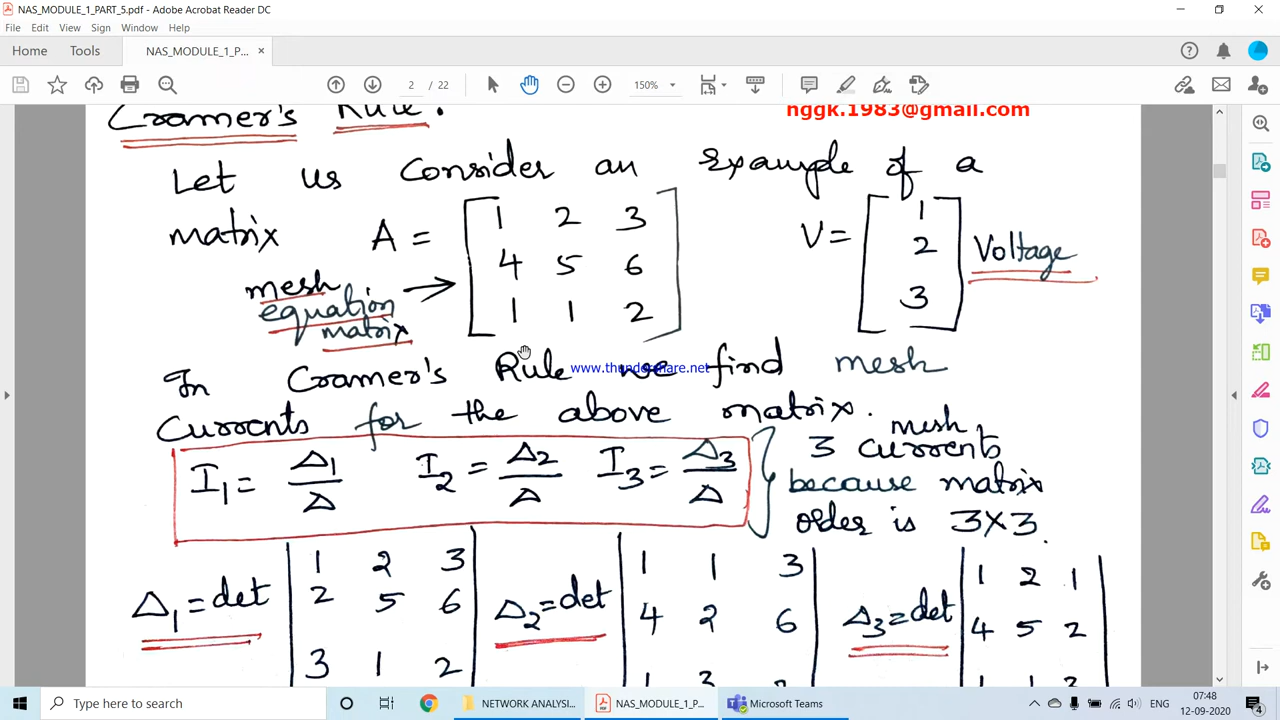 NAS_MODULE_1_PART_5.pdf - Adobe Acrobat Reader DC
File Edit View Sign Window Help
Home Tools NAS_MODULE_1_P... ×
2 / 22 150%
Cramer's Rule.
nggk.1983@gmail.com
Let us Consider an example of a
matrix A = V=
1 2 3
4 5 6
1 1 2
1
2
3
Voltage
mesh
equation
matrix
www.thundershare.net
In Cramer's Rule we find mesh
Currents for the above matrix.
I1 = Δ1/Δ I2 = Δ2/Δ I3 = Δ3/Δ
mesh
3 currents
because matrix
order is 3X3.
Δ1 = det
1 2 3
2 5 6
3 1 2
Δ2 = det
1 1 3
4 2 6
Δ3 = det
1 2 1
4 5 2
Type here to search
NETWORK ANALYSI...
NAS_MODULE_1_P...
Microsoft Teams
ENG
07:48
12-09-2020
4